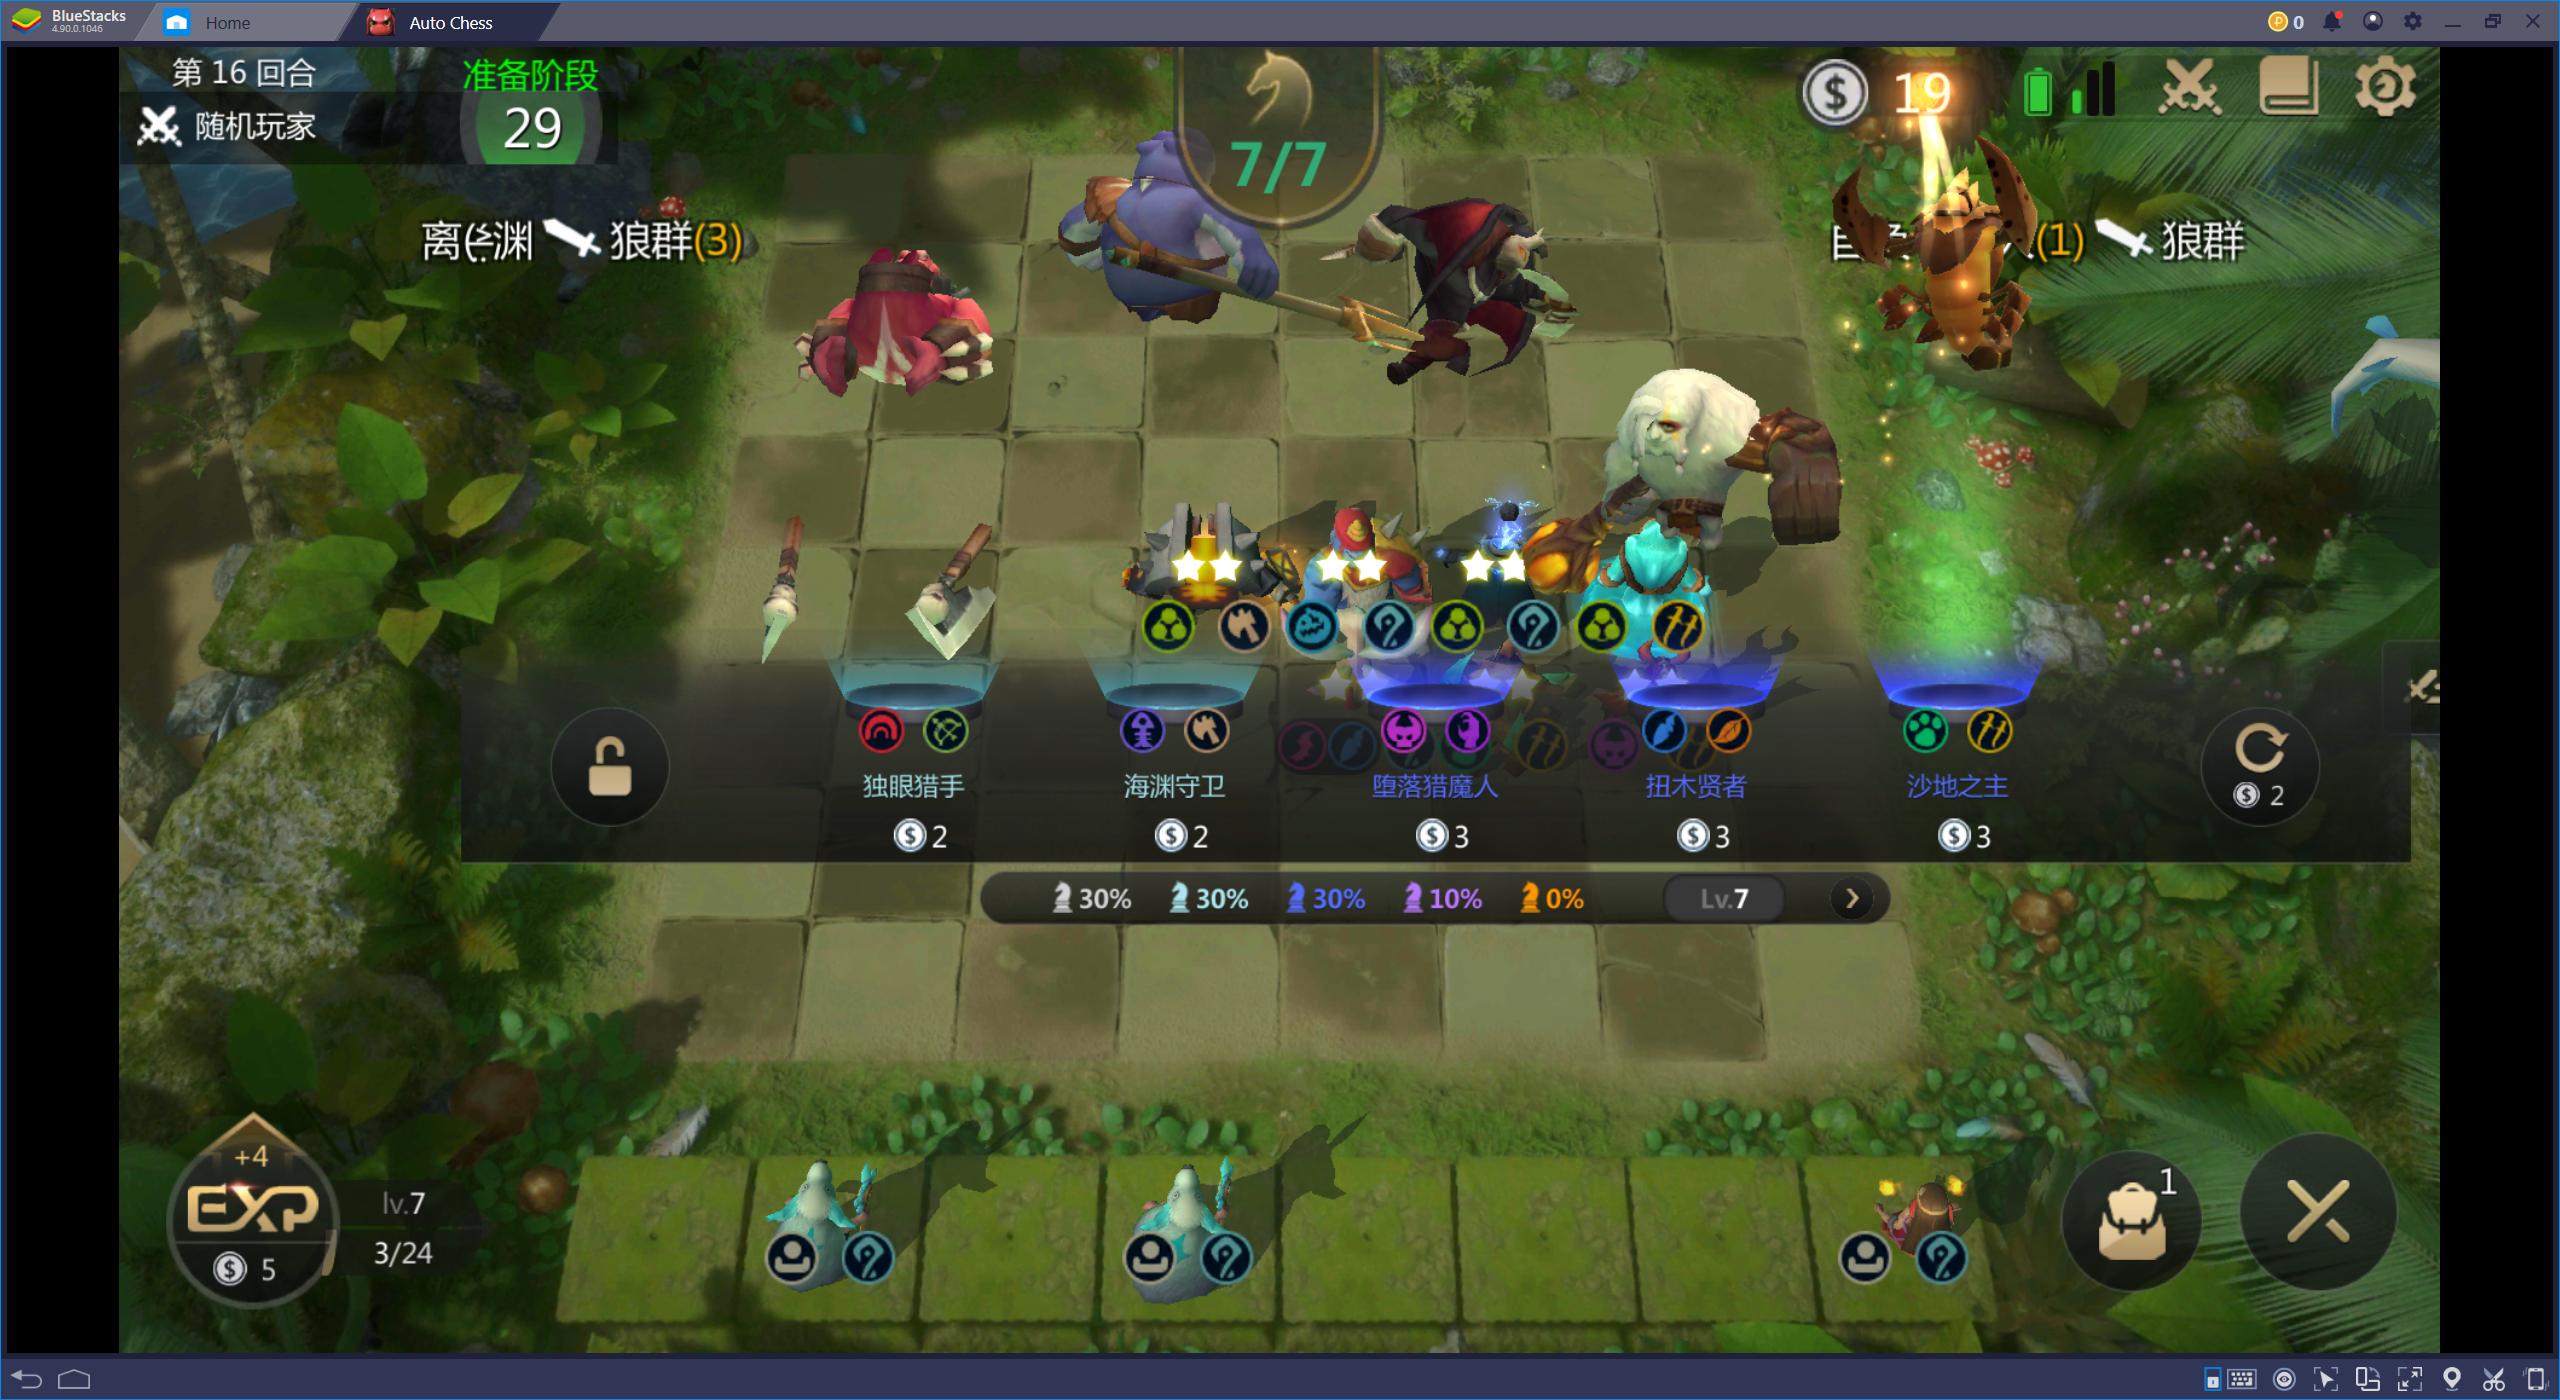 BlueStacks
4.90.0.1046
Home
Auto Chess
0
第 16 回合
准备阶段
随机玩家
29
7/7
19
狼群(3)
(1)
狼群
独眼猎手
海渊守卫
堕落猎魔人
扭木贤者
沙地之主
2
2
3
3
3
2
30%
30%
30%
10%
0%
Lv.7
+4
EXP
5
lv.7
3/24
1